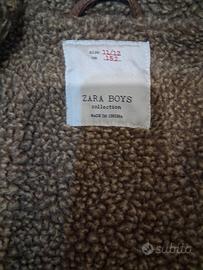 SIZE 11/12
CM .152
ZARA BOYS
collection
MADE IN CHINA
subito